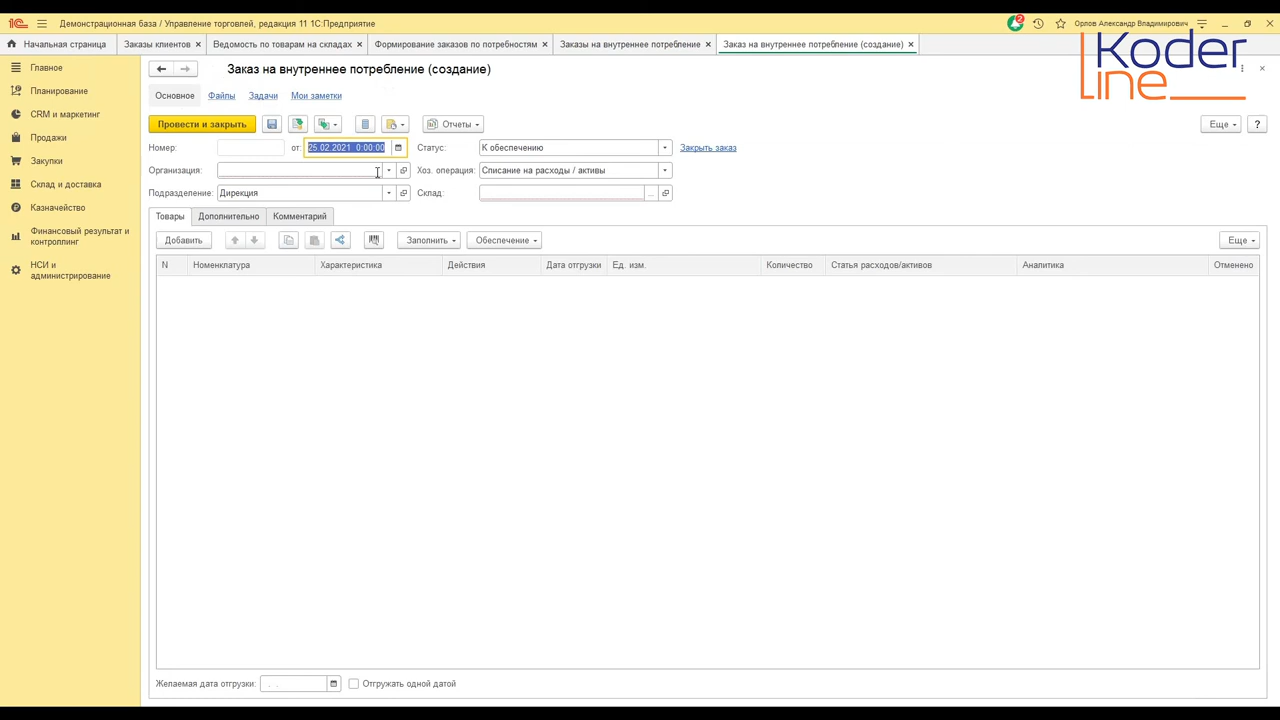 1С Демонстрационная база / Управление торговлей, редакция 11 1С:Предприятие
2 Орлов Александр Владимирович
Начальная страница Заказы клиентов Ведомость по товарам на складах Формирование заказов по потребностям Заказы на внутреннее потребление Заказ на внутреннее потребление (создание)
Koder
line
Главное
Планирование
CRM и маркетинг
Продажи
Закупки
Склад и доставка
Казначейство
Финансовый результат и
контроллинг
НСИ и
администрирование
Заказ на внутреннее потребление (создание)
Основное Файлы Задачи Мои заметки
Провести и закрыть Отчеты Еще ?
Номер: от: 25.02.2021 0:00:00 Статус: К обеспечению Закрыть заказ
Организация: Хоз. операция: Списание на расходы / активы
Подразделение: Дирекция Склад: ...
Товары Дополнительно Комментарий
Добавить Заполнить Обеспечение Еще
N Номенклатура Характеристика Действия Дата отгрузки Ед. изм. Количество Статья расходов/активов Аналитика Отменено
Желаемая дата отгрузки: . . Отгружать одной датой